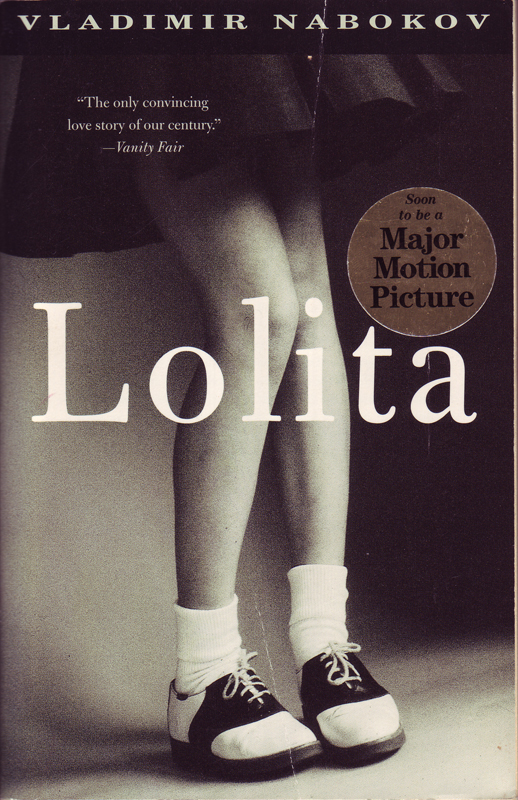 VLADIMIR NABOKOV
“The only convincing
love story of our century.”
—Vanity Fair
Soon
to be a
Major
Motion
Picture
Lolita